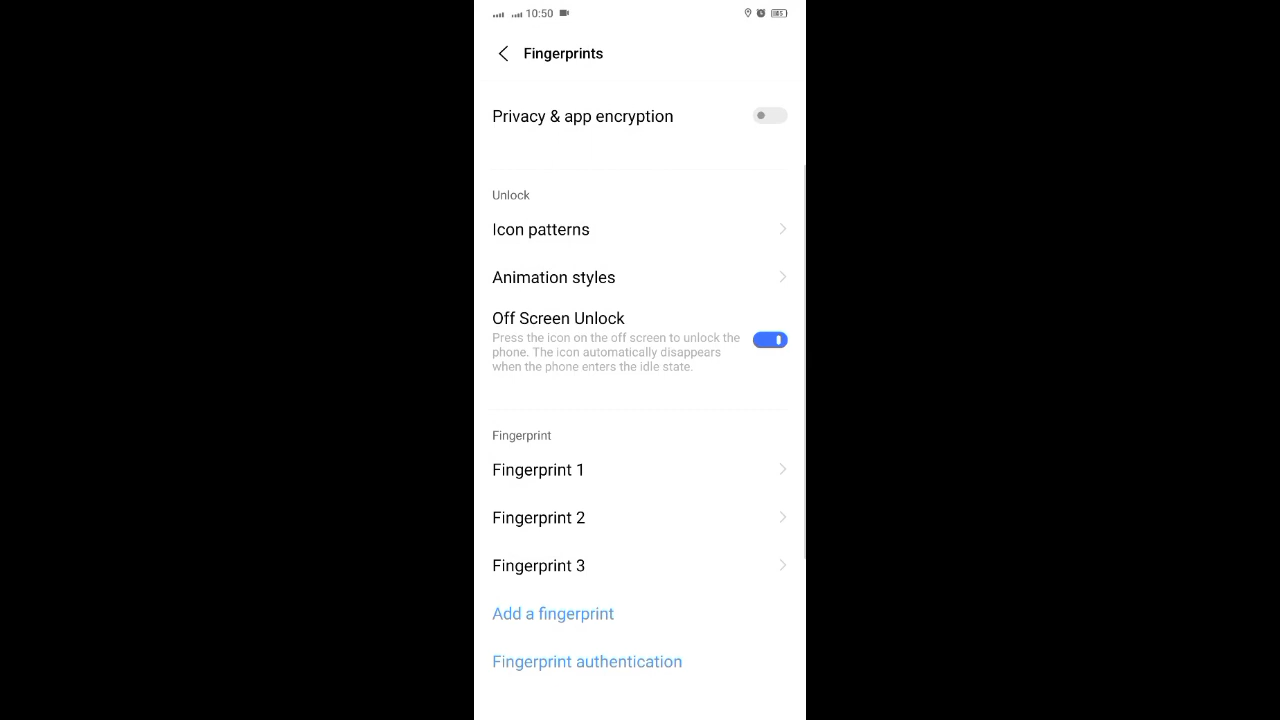 10:50
Fingerprints
Privacy & app encryption
Unlock
Icon patterns
Animation styles
Off Screen Unlock
Press the icon on the off screen to unlock the
phone. The icon automatically disappears
when the phone enters the idle state.
Fingerprint
Fingerprint 1
Fingerprint 2
Fingerprint 3
Add a fingerprint
Fingerprint authentication